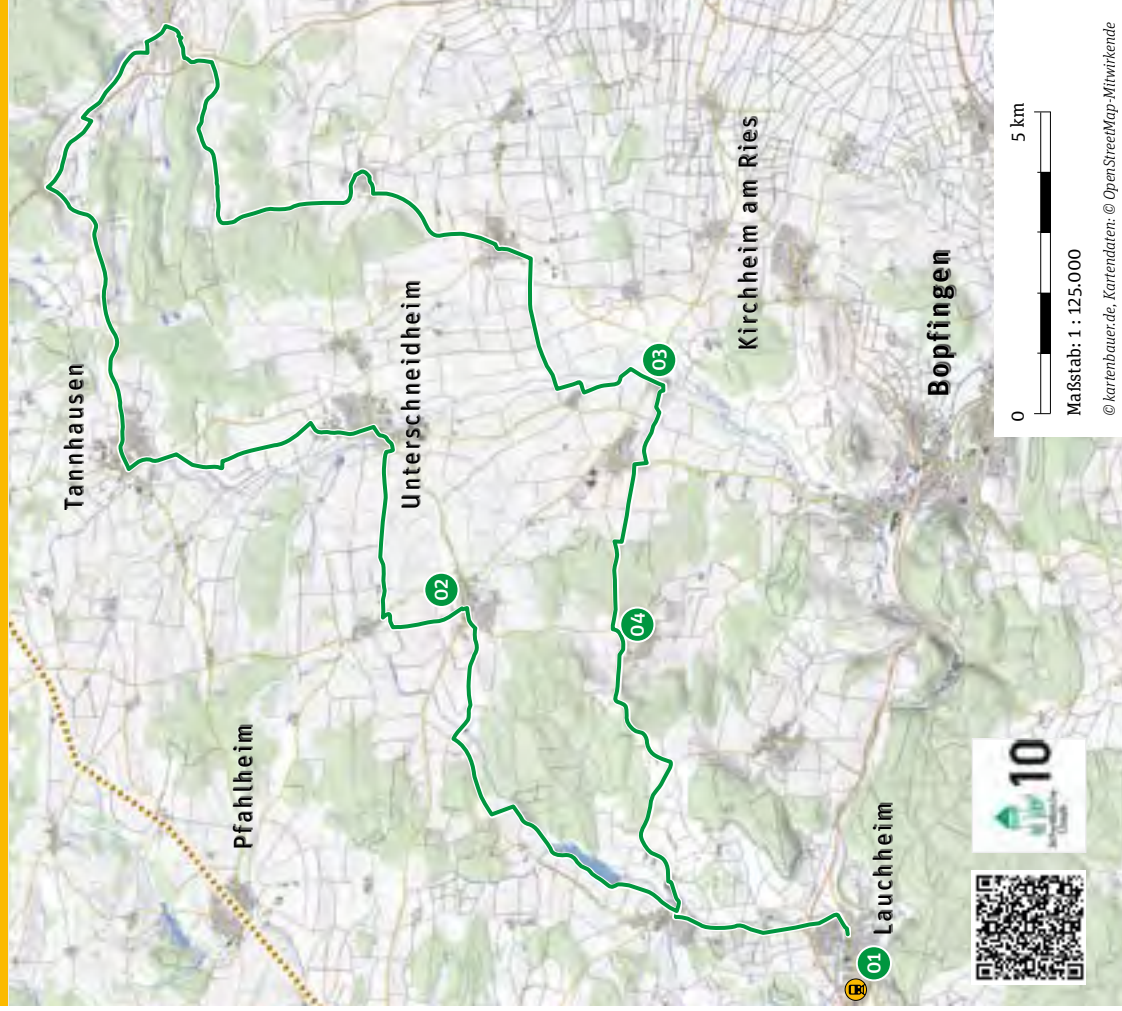 Tannhausen
Pfahlheim
Unterschneidheim
02
03
04
Kirchheim am Ries
Bopfingen
Lauchheim
01
10
0
5 km
Maßstab: 1 : 125.000
© kartenbauer.de, Kartendaten: © OpenStreetMap-Mitwirkende